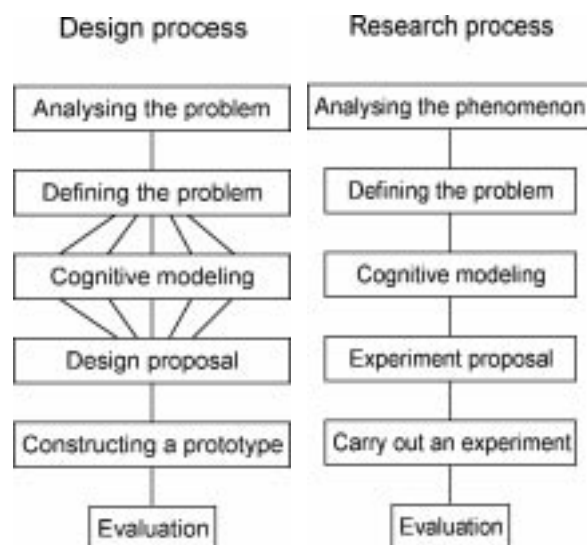 Design process
Analysing the problem
Defining the problem
Cognitive modeling
Design proposal
Constructing a prototype
Evaluation
Research process
Analysing the phenomenon
Defining the problem
Cognitive modeling
Experiment proposal
Carry out an experiment
Evaluation